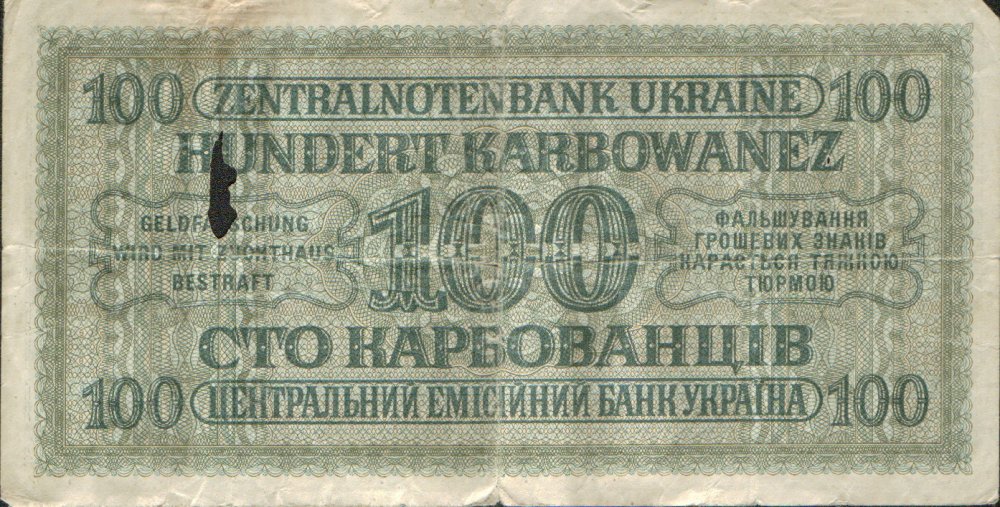 100 ZENTRALNOTENBANK UKRAINE 100
HUNDERT KARBOWANEZ
GELDFÄLSCHUNG
WIRD MIT ZUCHTHAUS
BESTRAFT
100
ФАЛЬШУВАННЯ
ГРОШЕВИХ ЗНАКІВ
КАРАЄТЬСЯ ТЯЖКОЮ
ТЮРМОЮ
СТО КАРБОВАНЦІВ
100 ЦЕНТРАЛЬНИЙ ЕМІСІЙНИЙ БАНК УКРАЇНА 100